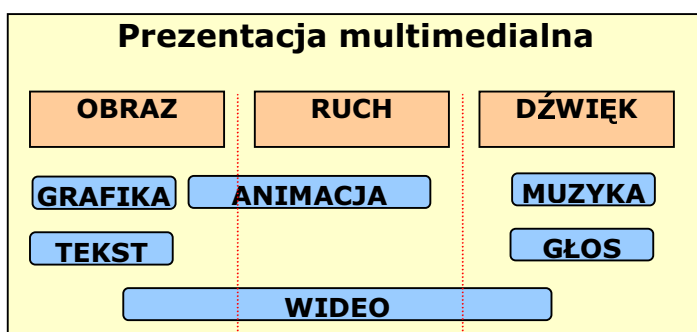 Prezentacja multimedialna
OBRAZ RUCH DŹWIĘK
GRAFIKA ANIMACJA MUZYKA
TEKST GŁOS
WIDEO